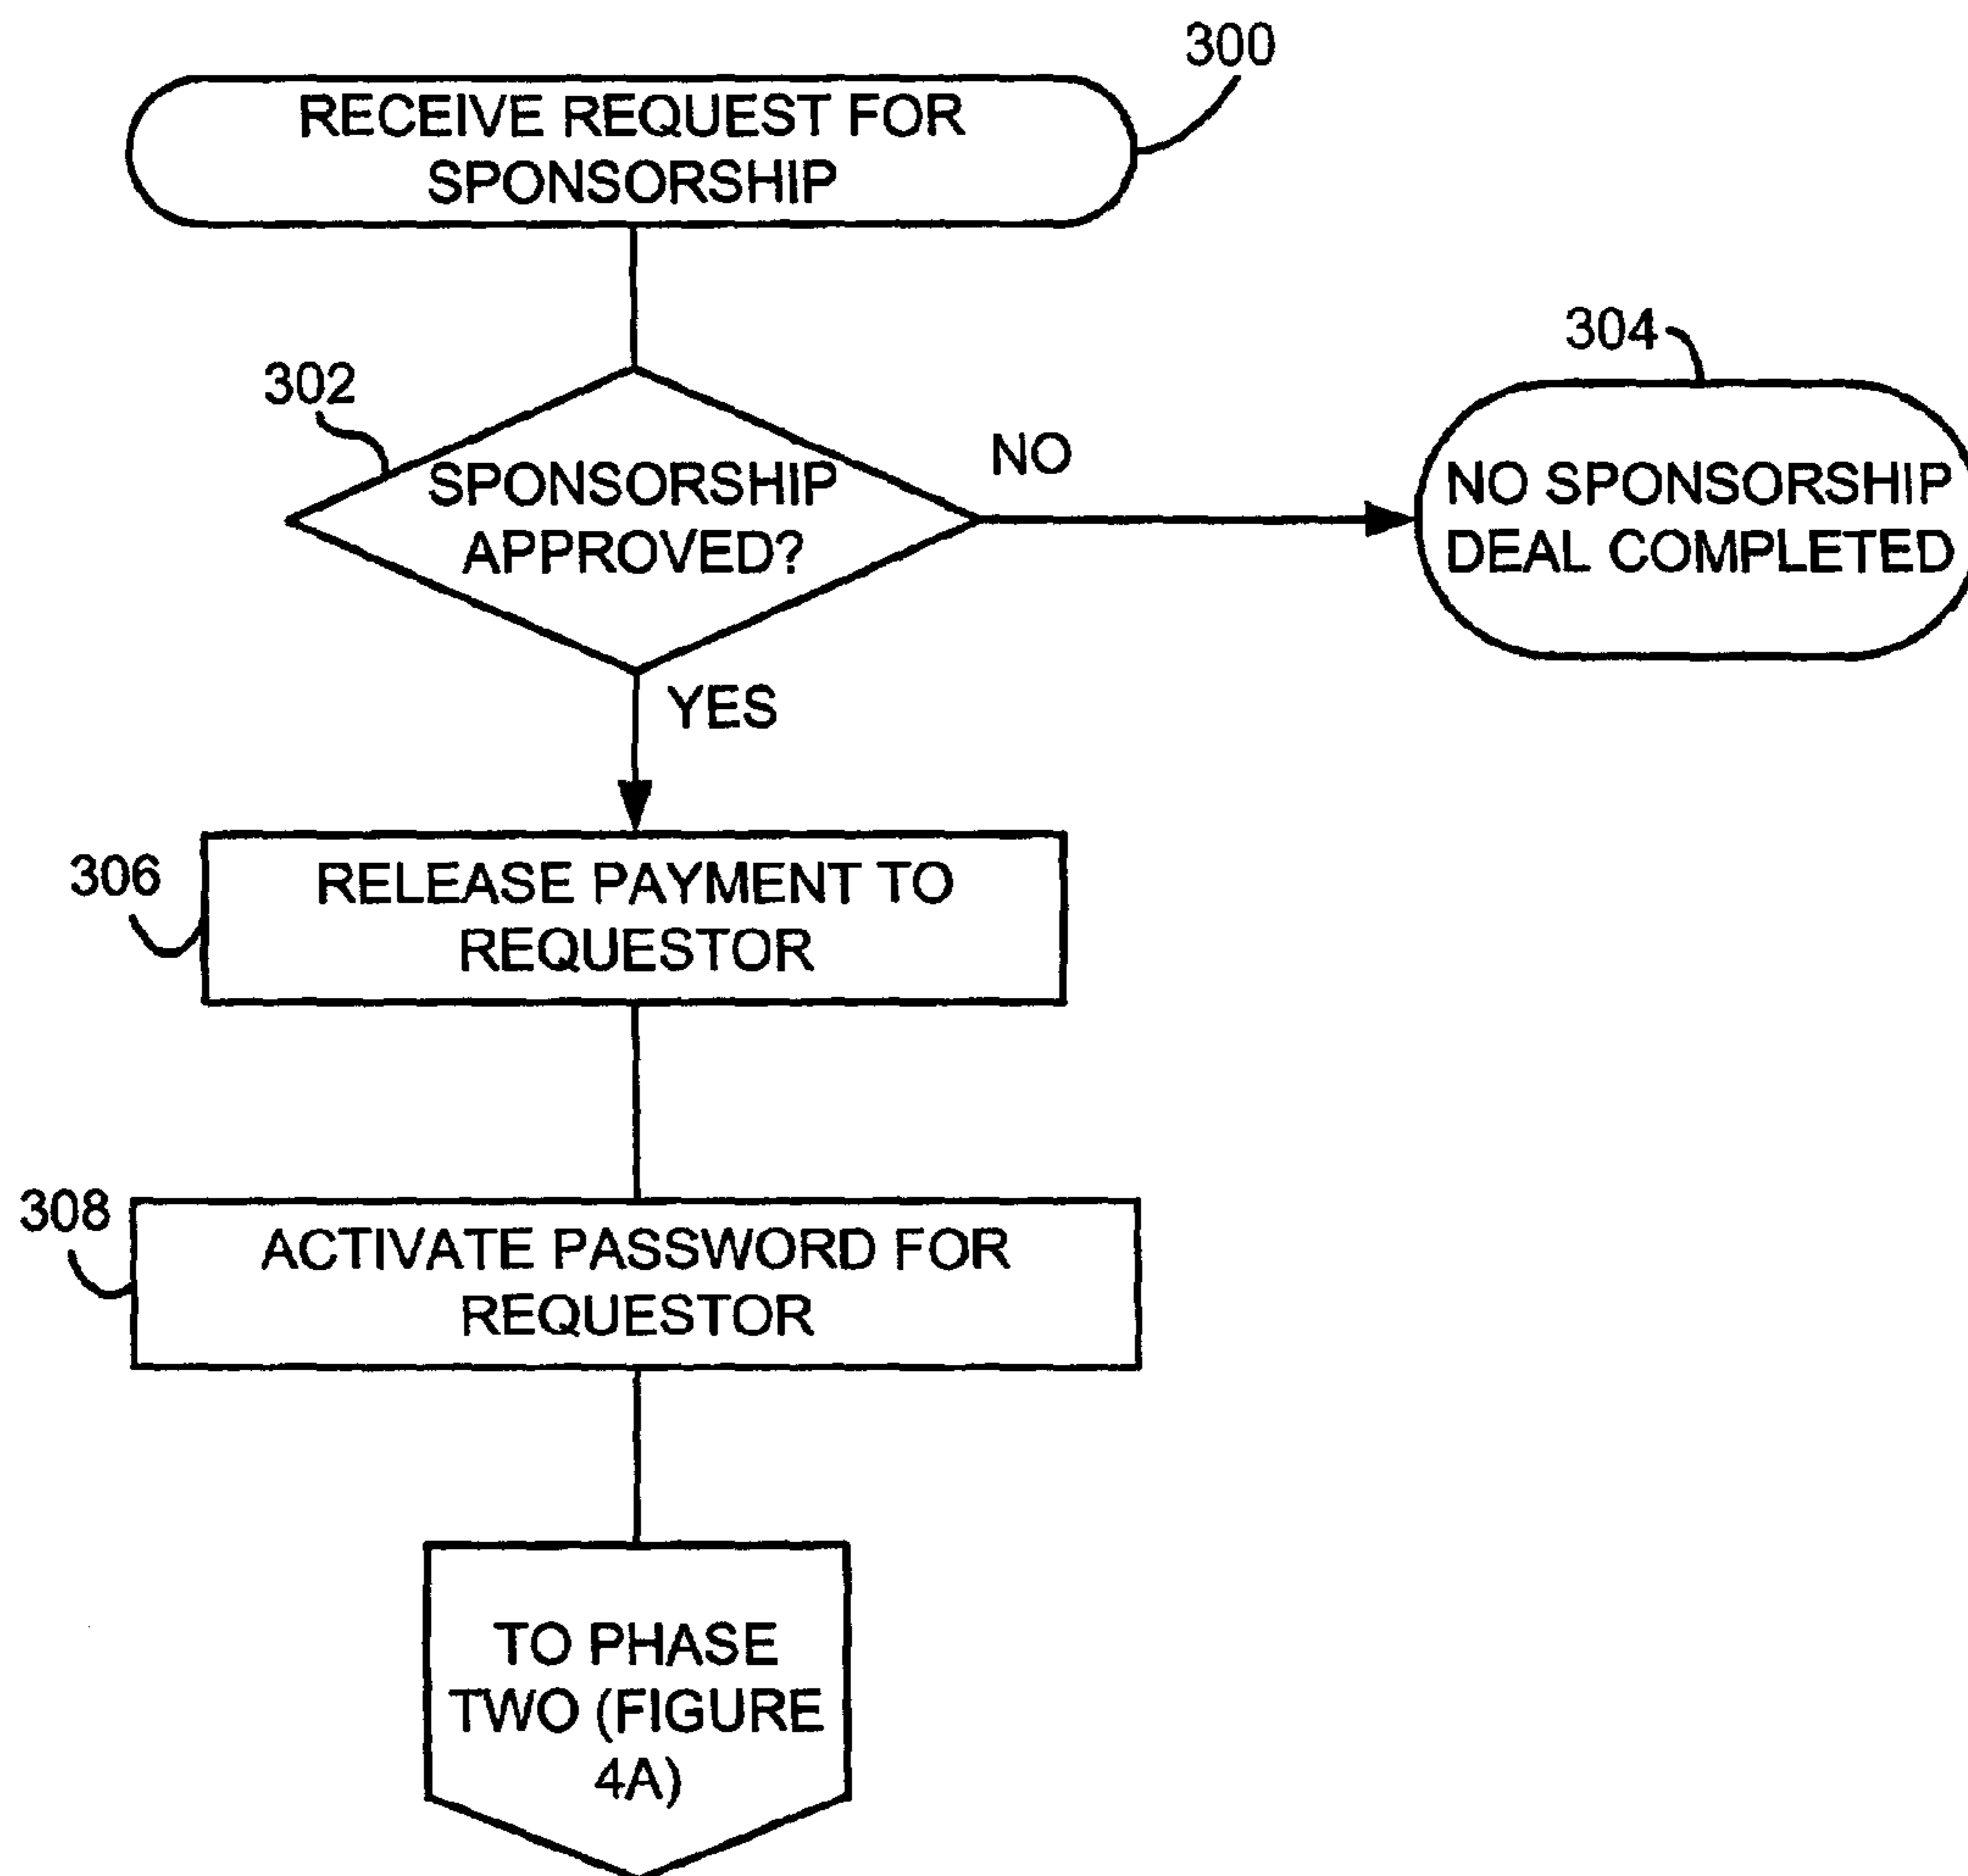 300
RECEIVE REQUEST FOR
SPONSORSHIP
304
302
NO
SPONSORSHIP
APPROVED?
NO SPONSORSHIP
DEAL COMPLETED
YES
306
RELEASE PAYMENT TO
REQUESTOR
308
ACTIVATE PASSWORD FOR
REQUESTOR
TO PHASE
TWO (FIGURE
4A)